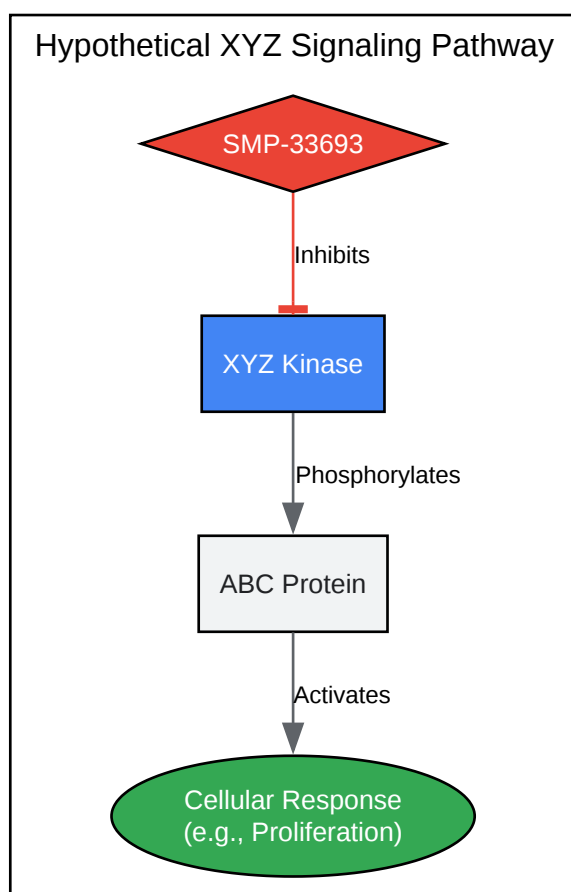 Hypothetical XYZ Signaling Pathway
SMP-33693
Inhibits
XYZ Kinase
Phosphorylates
ABC Protein
Activates
Cellular Response
(e.g., Proliferation)